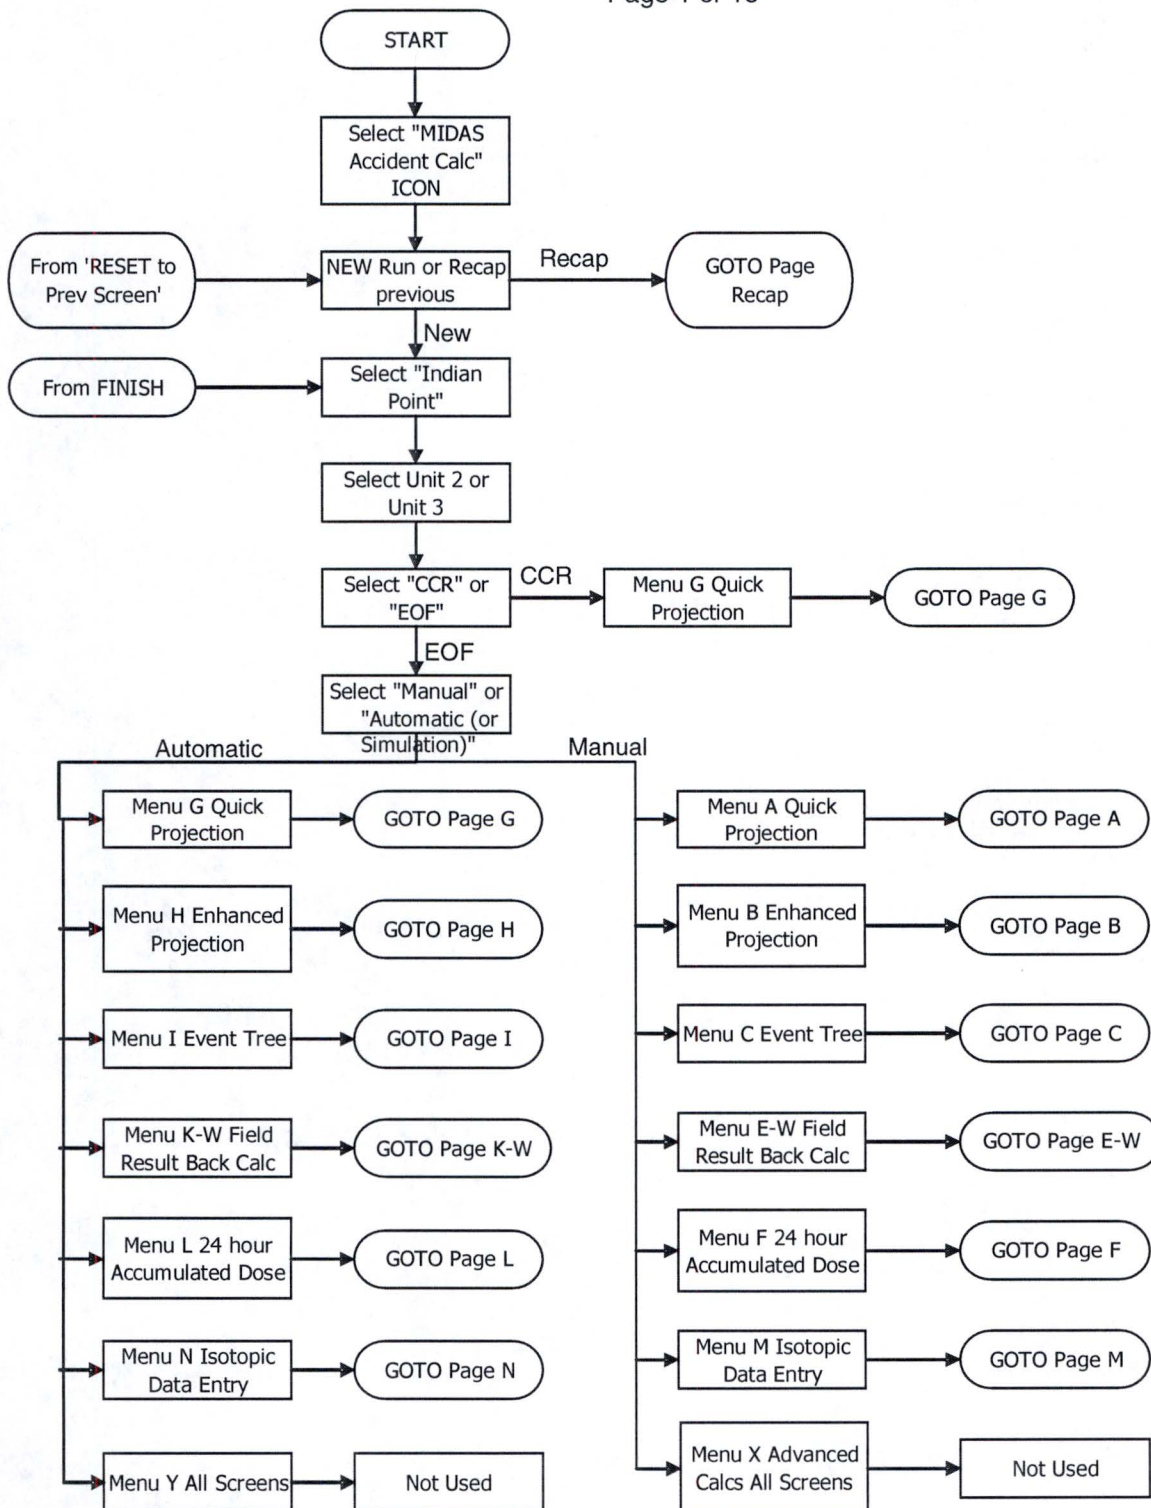 START
Select "MIDAS
Accident Calc"
ICON
From 'RESET to
Prev Screen'
NEW Run or Recap
previous
Recap
GOTO Page
Recap
New
From FINISH
Select "Indian
Point"
Select Unit 2 or
Unit 3
Select "CCR" or
"EOF"
CCR
Menu G Quick
Projection
GOTO Page G
EOF
Select "Manual" or
"Automatic (or
Simulation)"
Automatic
Manual
Menu G Quick
Projection
GOTO Page G
Menu A Quick
Projection
GOTO Page A
Menu H Enhanced
Projection
GOTO Page H
Menu B Enhanced
Projection
GOTO Page B
Menu I Event Tree
GOTO Page I
Menu C Event Tree
GOTO Page C
Menu K-W Field
Result Back Calc
GOTO Page K-W
Menu E-W Field
Result Back Calc
GOTO Page E-W
Menu L 24 hour
Accumulated Dose
GOTO Page L
Menu F 24 hour
Accumulated Dose
GOTO Page F
Menu N Isotopic
Data Entry
GOTO Page N
Menu M Isotopic
Data Entry
GOTO Page M
Menu Y All Screens
Not Used
Menu X Advanced
Calcs All Screens
Not Used